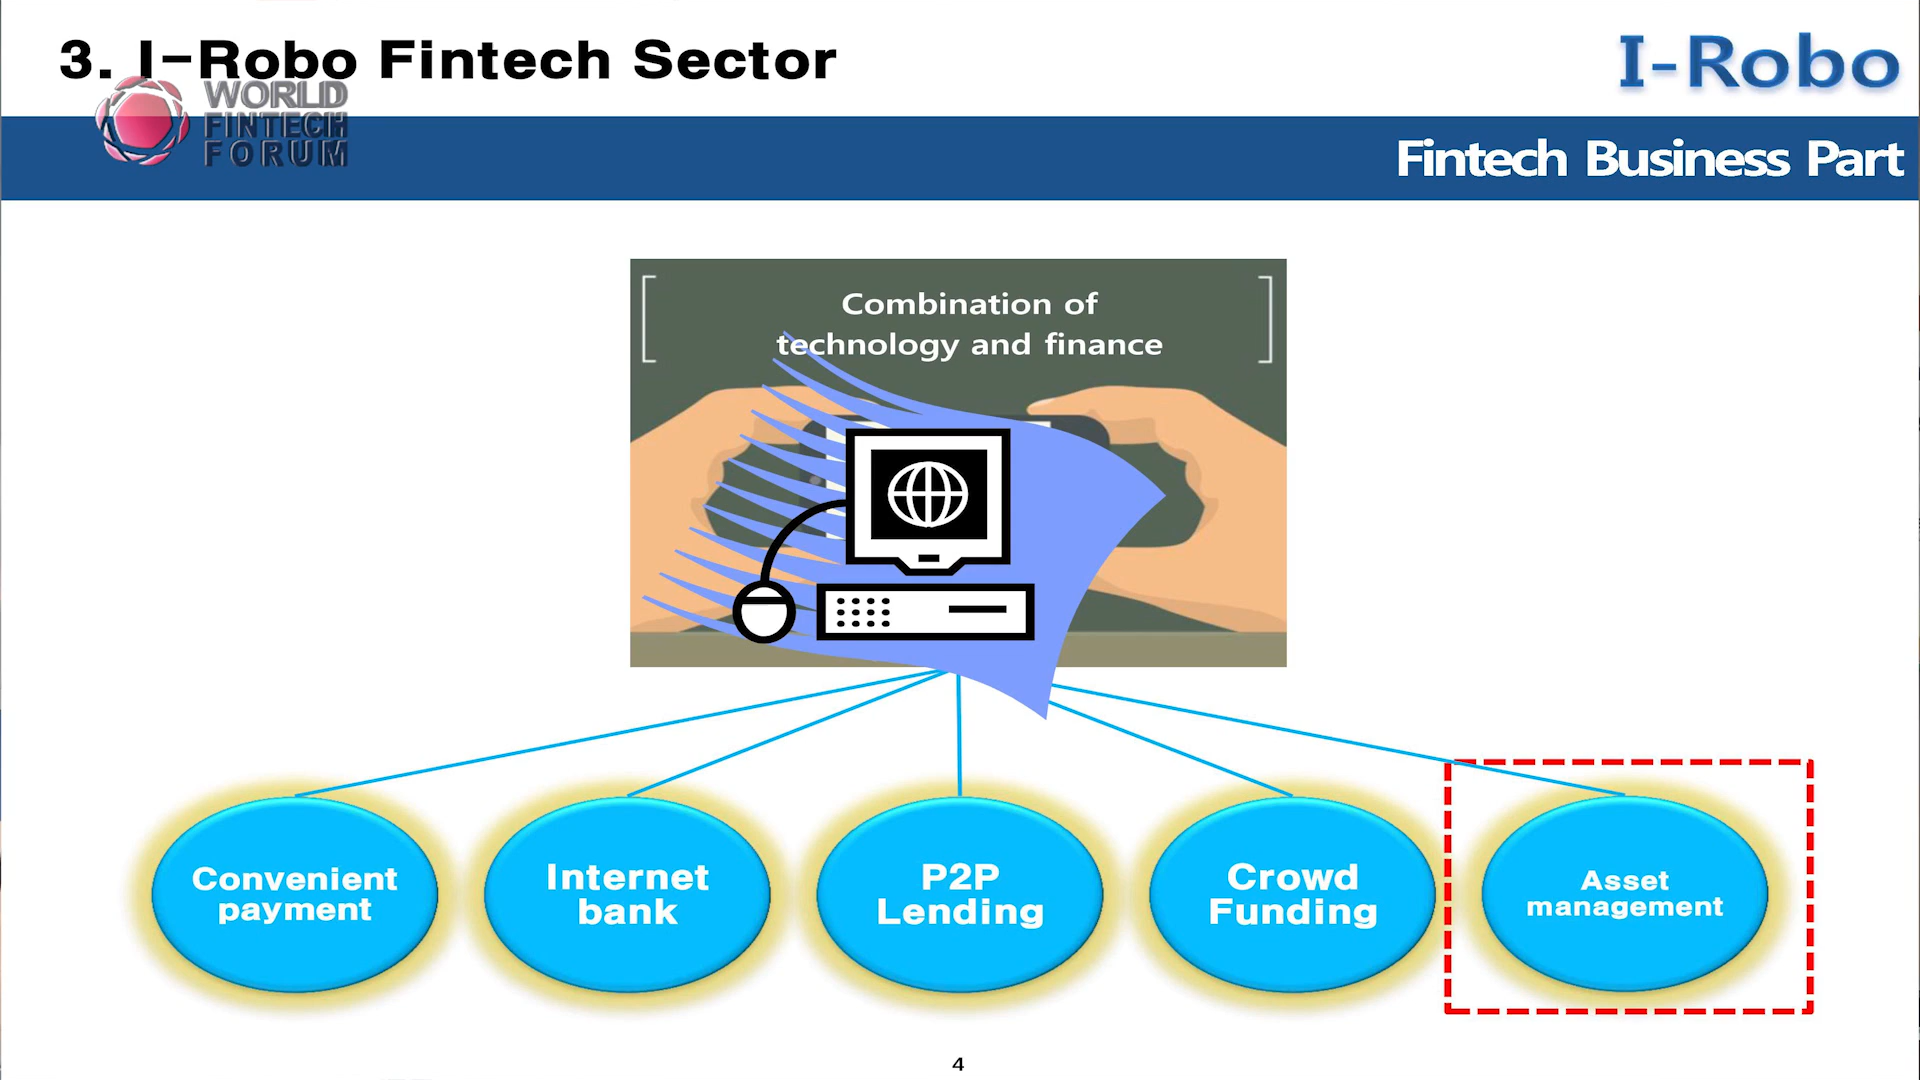 3. I-Robo Fintech Sector
I-Robo
WORLD
FINTECH
FORUM
Fintech Business Part
Combination of
technology and finance
Convenient
payment
Internet
bank
P2P
Lending
Crowd
Funding
Asset
management
4